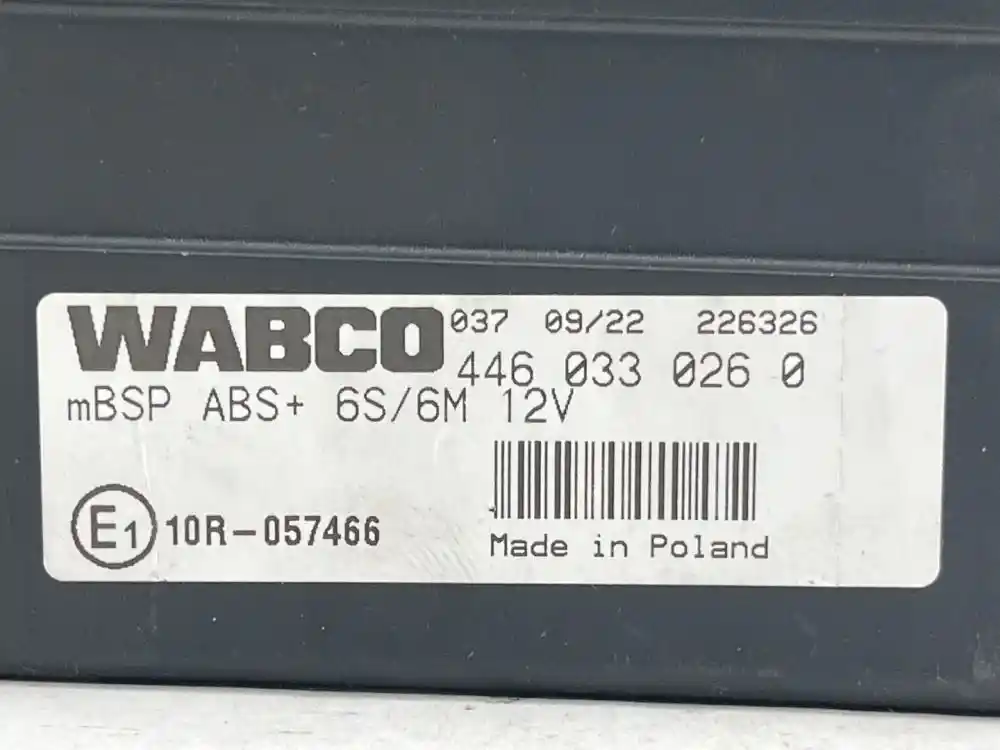 WABCO 037 09/22 226326
446 033 026 0
mBSP ABS+ 6S/6M 12V
E1 10R-057466
Made in Poland